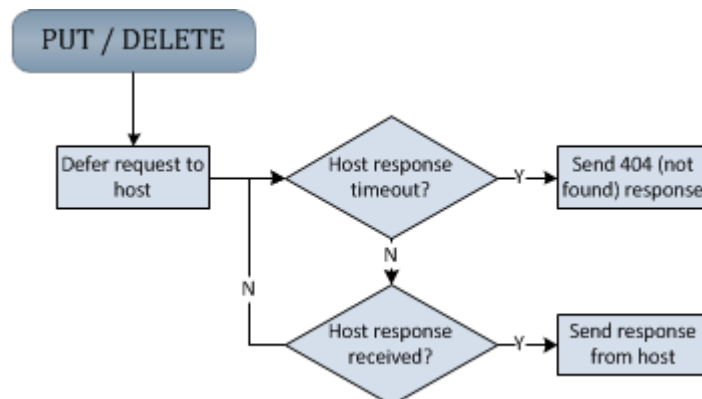 PUT / DELETE
Defer request to
host
Host response
timeout?
Y
Send 404 (not
found) response
N
N
Host response
received?
Y
Send response
from host